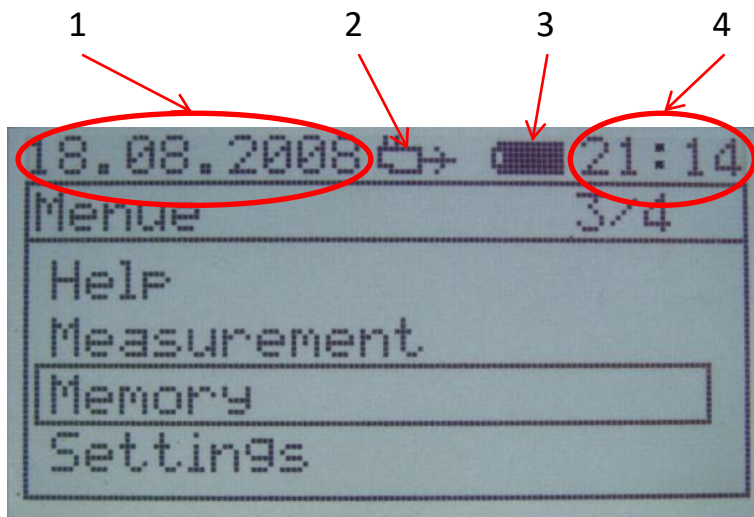 1 2 3 4
18.08.2008 21:14
Menue 3/4
Help
Measurement
Memory
Settings